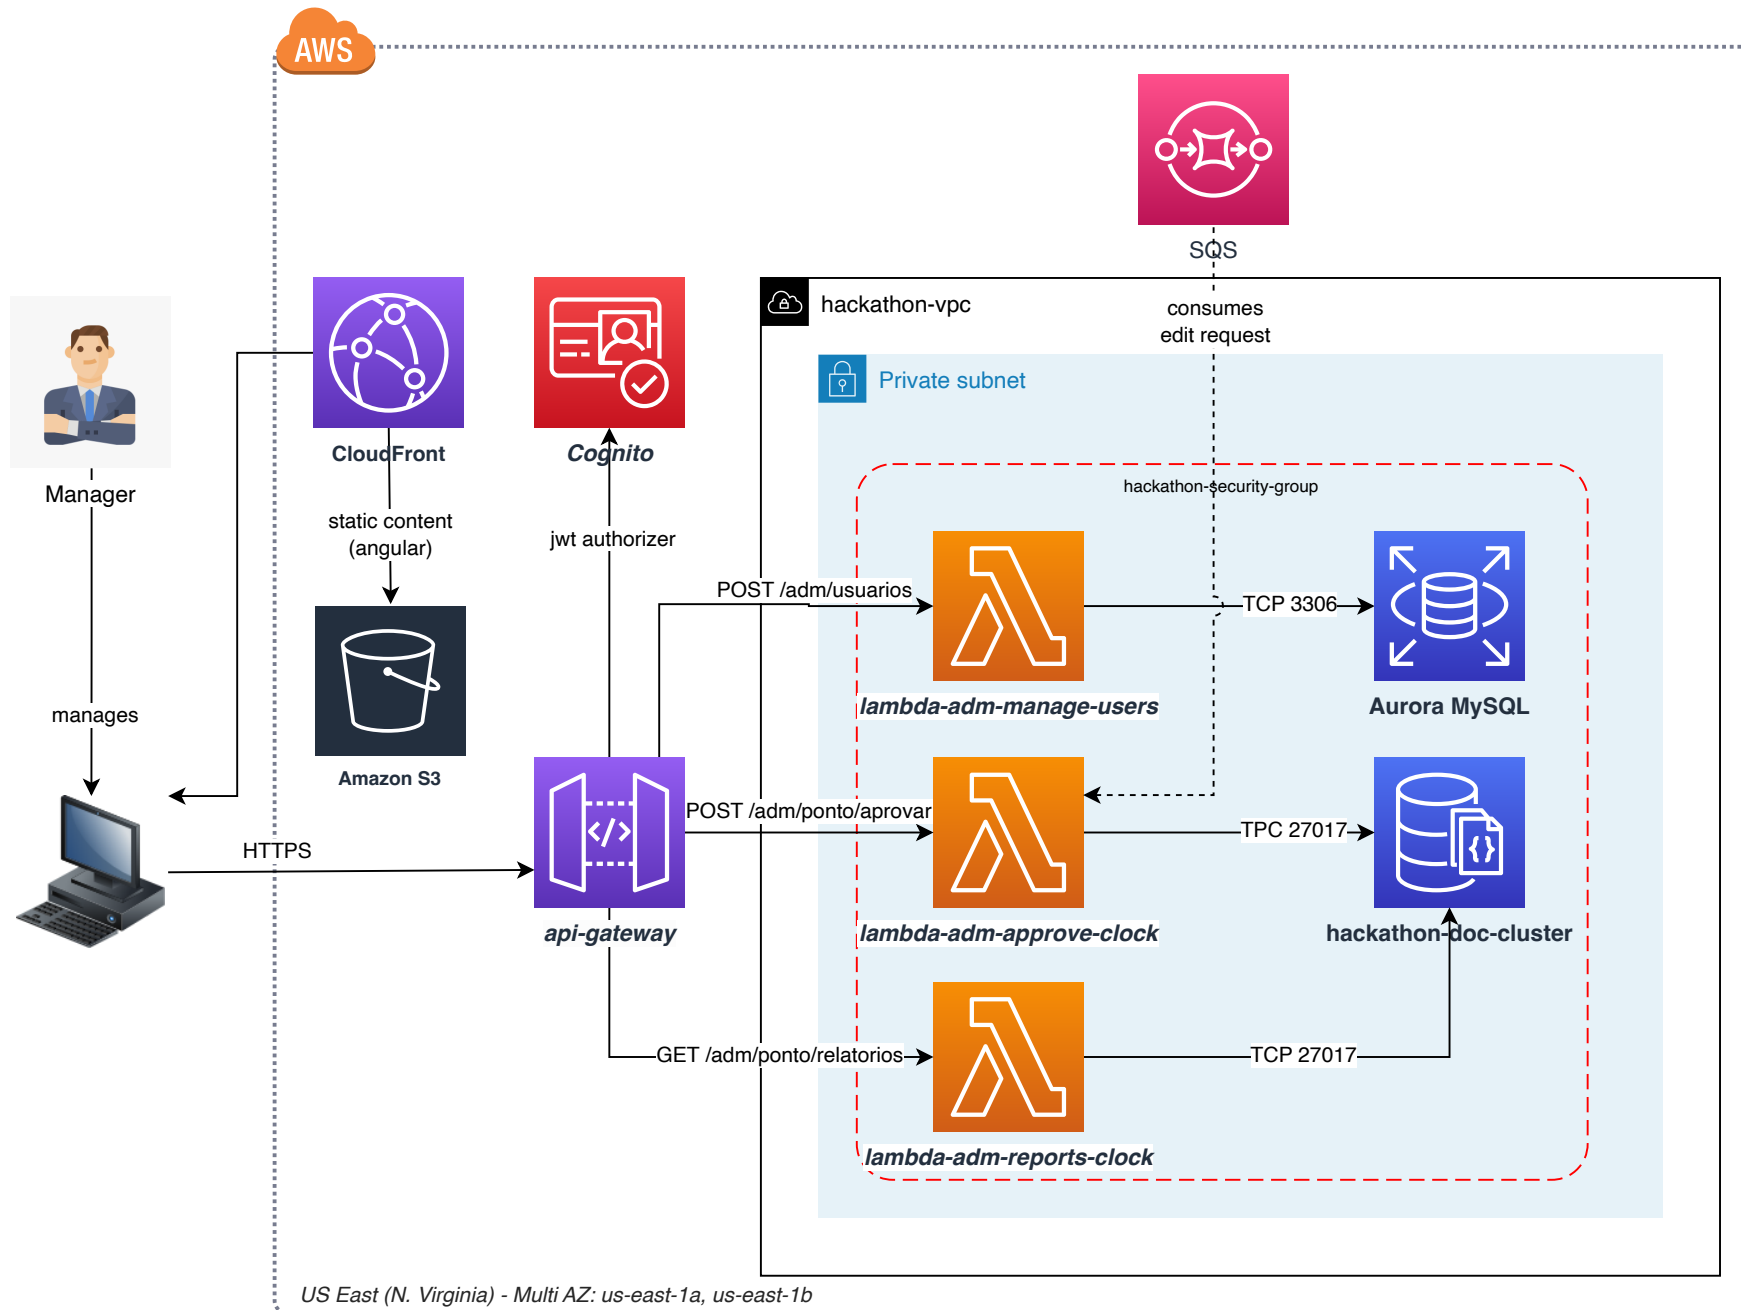 AWS
SQS
consumes
edit request
hackathon-vpc
Private subnet
hackathon-security-group
Manager
CloudFront
Cognito
static content
(angular)
jwt authorizer
POST /adm/usuarios
TCP 3306
lambda-adm-manage-users
Aurora MySQL
manages
Amazon S3
POST /adm/ponto/aprovar
TPC 27017
HTTPS
api-gateway
lambda-adm-approve-clock
hackathon-doc-cluster
GET /adm/ponto/relatorios
TCP 27017
lambda-adm-reports-clock
US East (N. Virginia) - Multi AZ: us-east-1a, us-east-1b